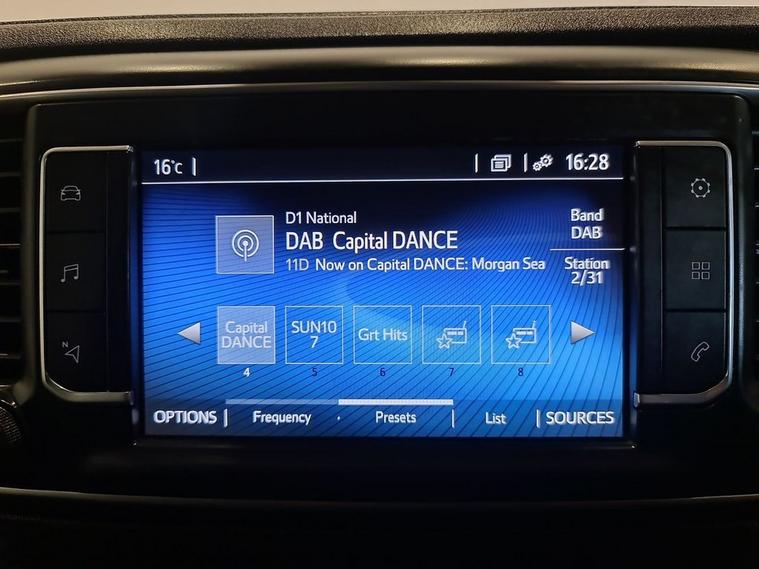 16°C
16:28
D1 National
DAB Capital DANCE
11D Now on Capital DANCE: Morgan Sea
Band
DAB
Station
2/31
Capital
DANCE
SUN10
7
Grt Hits
4
5
6
7
8
OPTIONS
Frequency
Presets
List
SOURCES
N